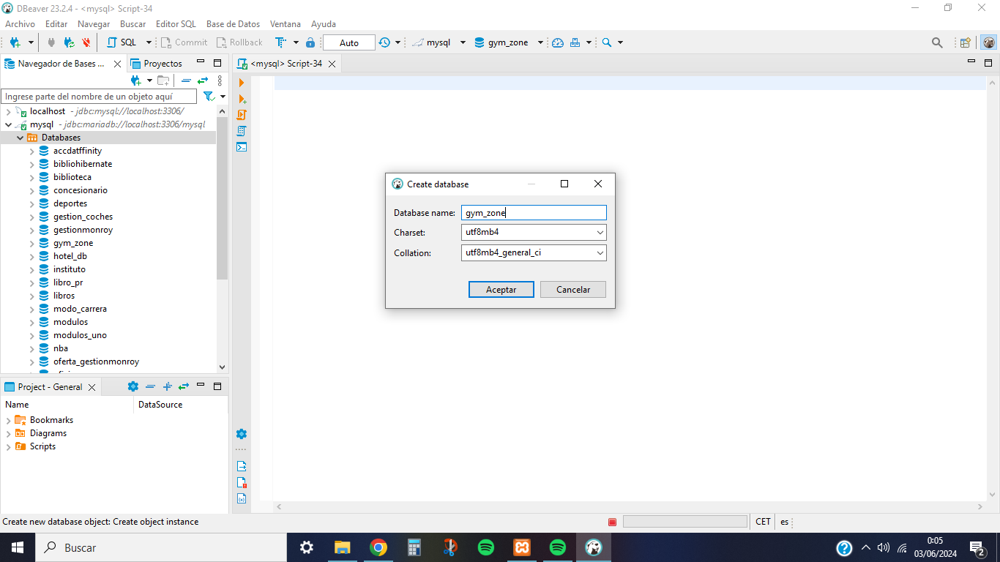 DBeaver 23.2.4 - <mysql> Script-34
Archivo Editar Navegar Buscar Editor SQL Base de Datos Ventana Ayuda
SQL Commit Rollback Auto mysql gym_zone
Navegador de Bases ... Proyectos
<mysql> Script-34
Ingrese parte del nombre de un objeto aquí
localhost - jdbc:mysql://localhost:3306/
mysql - jdbc:mariadb://localhost:3306/mysql
Databases
accdatffinity
bibliohibernate
biblioteca
concesionario
deportes
gestion_coches
gestionmonroy
gym_zone
hotel_db
instituto
libro_pr
libros
modo_carrera
modulos
modulos_uno
nba
oferta_gestionmonroy
Create database
Database name: gym_zone
Charset: utf8mb4
Collation: utf8mb4_general_ci
Aceptar Cancelar
Project - General
Name DataSource
Bookmarks
Diagrams
Scripts
Create new database object: Create object instance
CET es
Buscar
0:05
03/06/2024
2